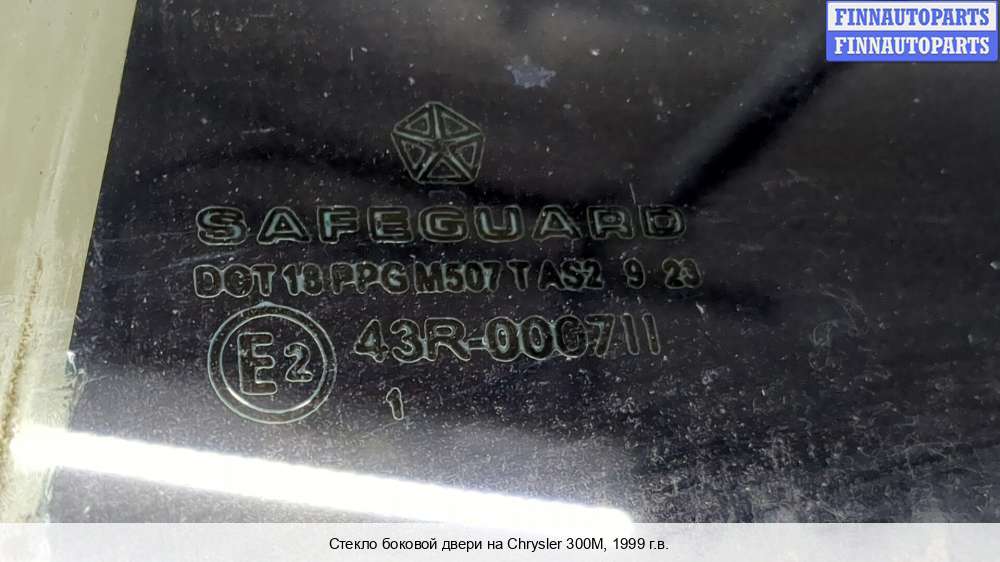 FINNAUTOPARTS
FINNAUTOPARTS
SAFEGUARD
DOT 18 PPG M507 T AS2 9 23
E2
43R-000711
1
Стекло боковой двери на Chrysler 300M, 1999 г.в.